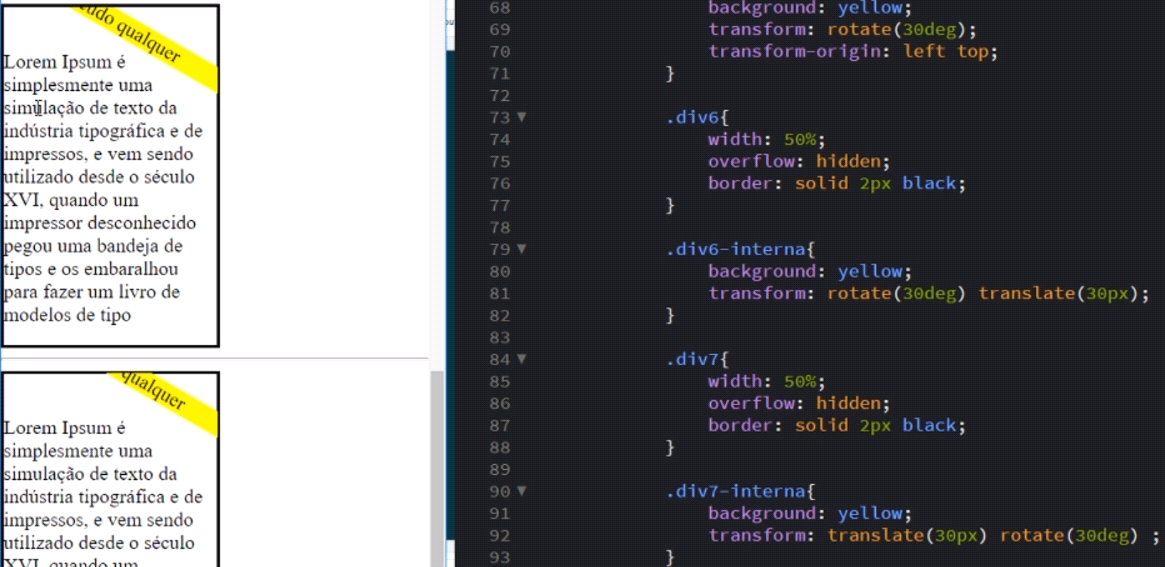 údo qualquer
Lorem Ipsum é
simplesmente uma
simulação de texto da
indústria tipográfica e de
impressos, e vem sendo
utilizado desde o século
XVI, quando um
impressor desconhecido
pegou uma bandeja de
tipos e os embaralhou
para fazer um livro de
modelos de tipo
qualquer
Lorem Ipsum é
simplesmente uma
simulação de texto da
indústria tipográfica e de
impressos, e vem sendo
utilizado desde o século
XVI, quando um
68 background: yellow;
69 transform: rotate(30deg);
70 transform-origin: left top;
71 }
72
73 .div6{
74 width: 50%;
75 overflow: hidden;
76 border: solid 2px black;
77 }
78
79 .div6-interna{
80 background: yellow;
81 transform: rotate(30deg) translate(30px);
82 }
83
84 .div7{
85 width: 50%;
86 overflow: hidden;
87 border: solid 2px black;
88 }
89
90 .div7-interna{
91 background: yellow;
92 transform: translate(30px) rotate(30deg) ;
93 }